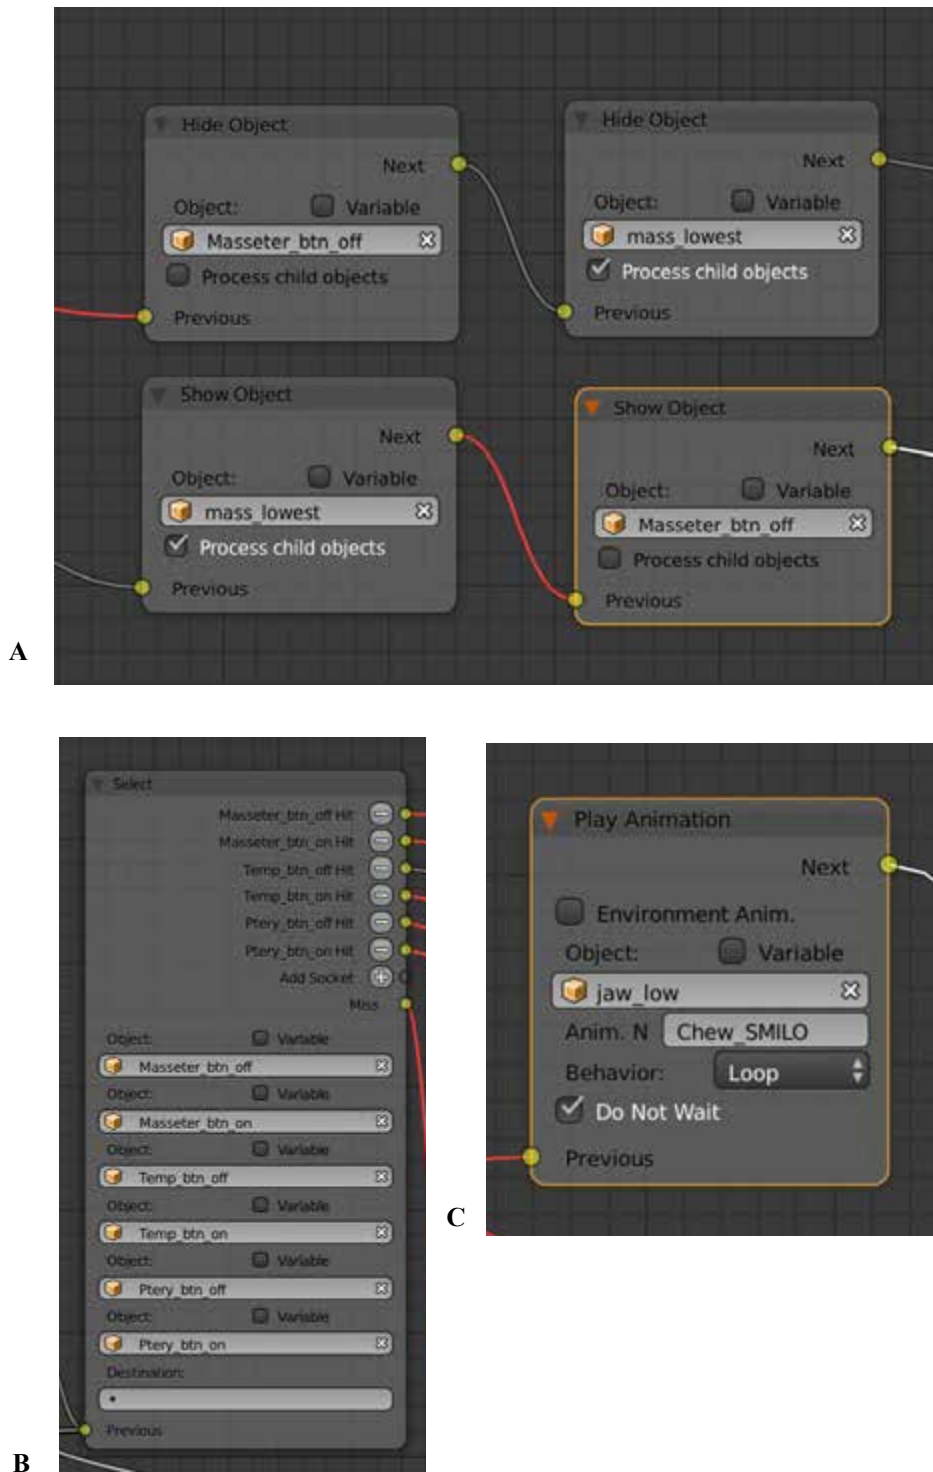 Hide Object
Next
Object: Variable
Masseter_btn_off
Process child objects
Previous
Hide Object
Next
Object: Variable
mass_lowest
Process child objects
Previous
Show Object
Next
Object: Variable
mass_lowest
Process child objects
Previous
Show Object
Next
Object: Variable
Masseter_btn_off
Process child objects
Previous
A
Select
Masseter_btn_off Hit
Masseter_btn_on Hit
Temp_btn_off Hit
Temp_btn_on Hit
Ptery_btn_off Hit
Ptery_btn_on Hit
Add Socket
Miss
Object: Variable
Masseter_btn_off
Object: Variable
Masseter_btn_on
Object: Variable
Temp_btn_off
Object: Variable
Temp_btn_on
Object: Variable
Ptery_btn_off
Object: Variable
Ptery_btn_on
Destination:
Previous
B
Play Animation
Next
Environment Anim.
Object: Variable
jaw_low
Anim. N Chew_SMILO
Behavior: Loop
Do Not Wait
Previous
C